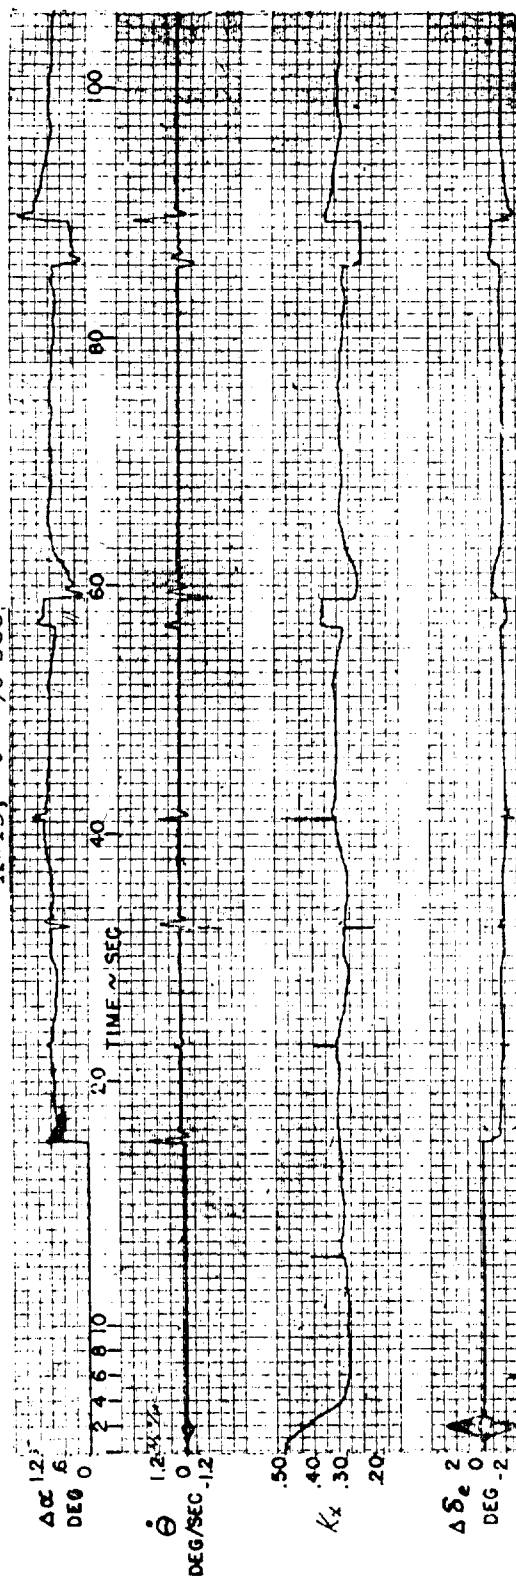 Δα 1.2 .6 0
DEG
2 4 6 8 10 20 40 60 80 100
TIME ~ SEC
θ̇ 1.2 0 -1.2
DEG/SEC
Kx .50 .40 .30 .20
Δδe 2 0 -2
DEG